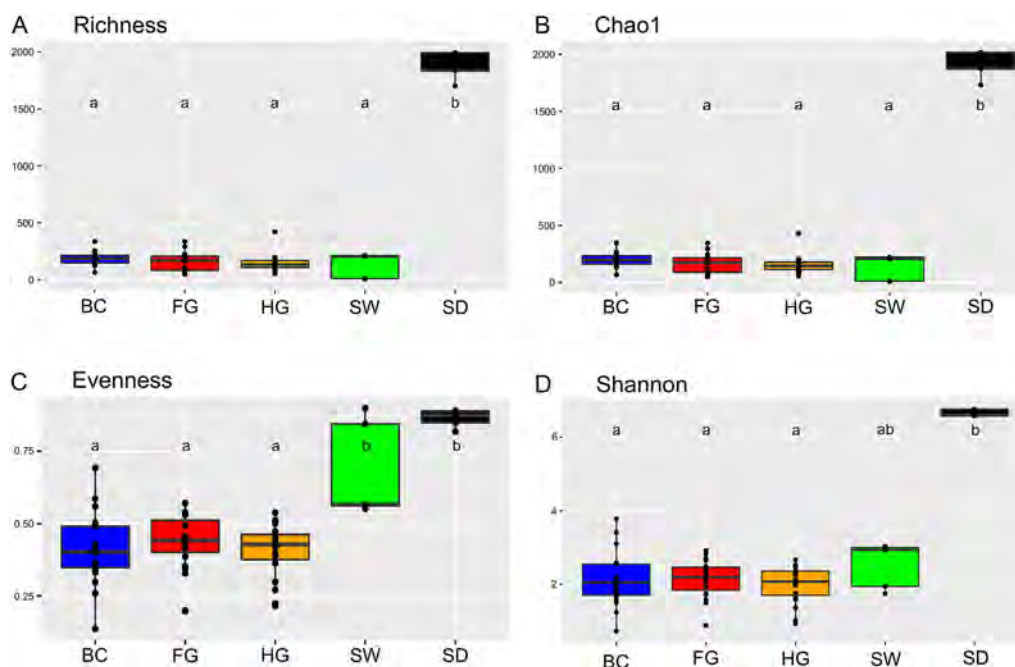 A Richness
2000
1500
1000
500
0
a a a a b
BC FG HG SW SD
B Chao1
2000
1500
1000
500
0
a a a a b
BC FG HG SW SD
C Evenness
0.75
0.50
0.25
a a a b b
BC FG HG SW SD
D Shannon
6
4
2
a a a ab b
BC FG HG SW SD